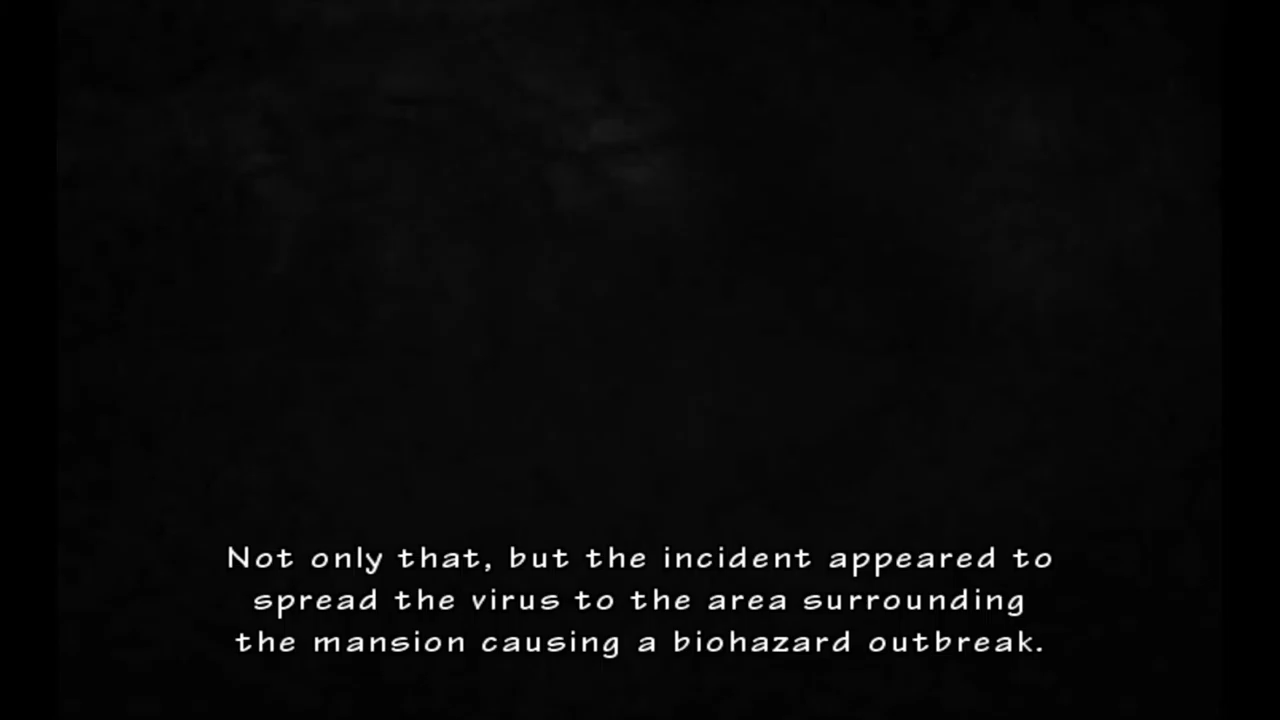 Not only that, but the incident appeared to
spread the virus to the area surrounding
the mansion causing a biohazard outbreak.